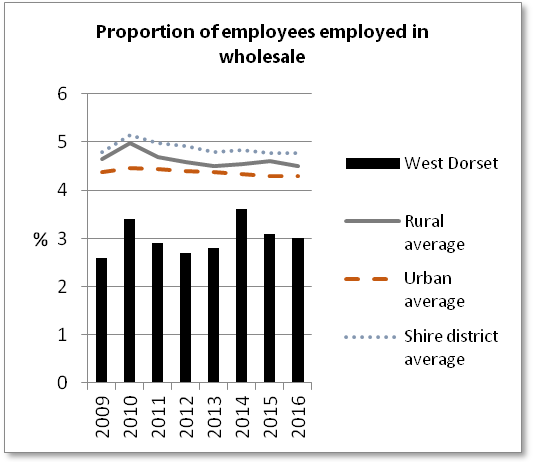 Proportion of employees employed in
wholesale
6
5
4
3
2
1
0
%
2009
2010
2011
2012
2013
2014
2015
2016
West Dorset
Rural
average
Urban
average
Shire district
average